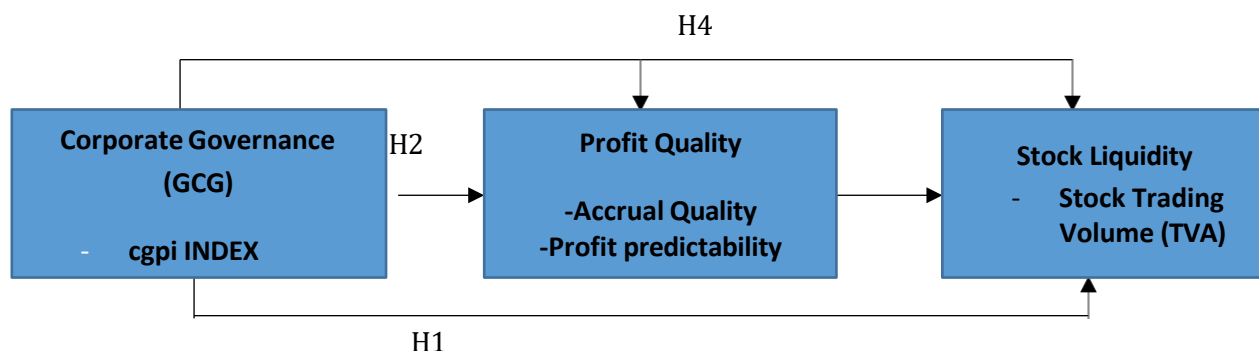 H4
Corporate Governance
(GCG)
- cgpi INDEX
H2
Profit Quality
-Accrual Quality
-Profit predictability
Stock Liquidity
- Stock Trading
Volume (TVA)
H1